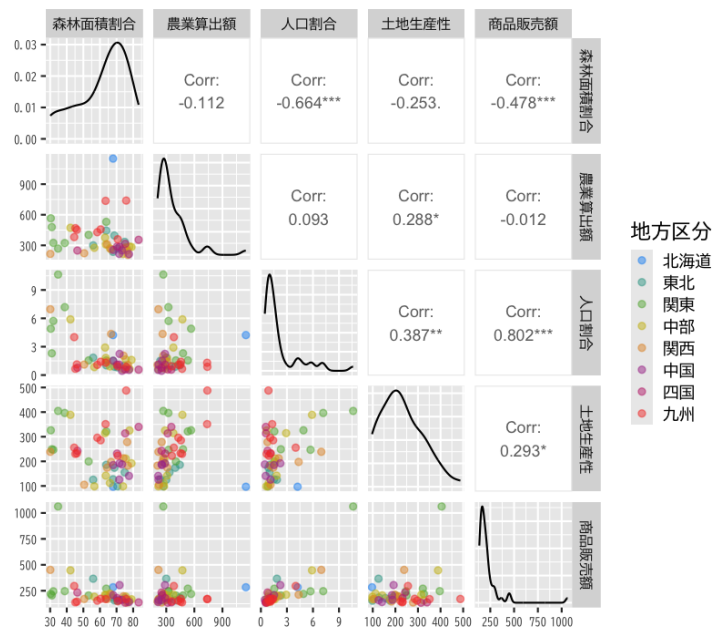 森林面積割合 農業算出額 人口割合 土地生産性 商品販売額
0.03
0.02
0.01
0.00
Corr:
-0.112
Corr:
-0.664***
Corr:
-0.253.
Corr:
-0.478***
森林面積割合
900
600
300
Corr:
0.093
Corr:
0.288*
Corr:
-0.012
農業算出額
9
6
3
0
Corr:
0.387**
Corr:
0.802***
人口割合
500
400
300
200
100
Corr:
0.293*
土地生産性
1000
750
500
250
商品販売額
30 40 50 60 70 80
300 600 900
0 3 6 9
100 200 300 400 500
250 500 750 1000
地方区分
北海道
東北
関東
中部
関西
中国
四国
九州